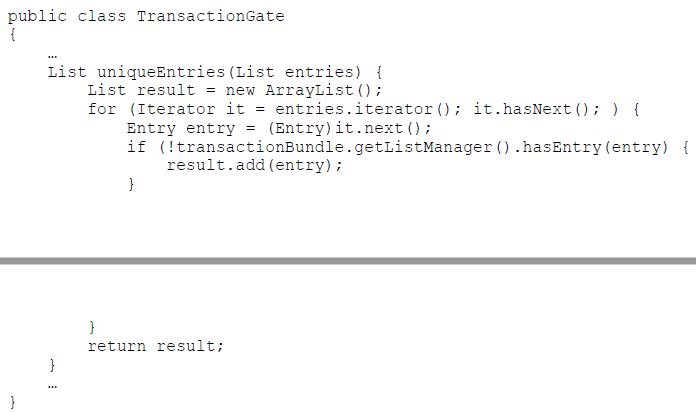 public class TransactionGate
{
    …
    List uniqueEntries(List entries) {
        List result = new ArrayList();
        for (Iterator it = entries.iterator(); it.hasNext(); ) {
            Entry entry = (Entry)it.next();
            if (!transactionBundle.getListManager().hasEntry(entry) {
                result.add(entry);
            }
        }
        return result;
    }
    …
}